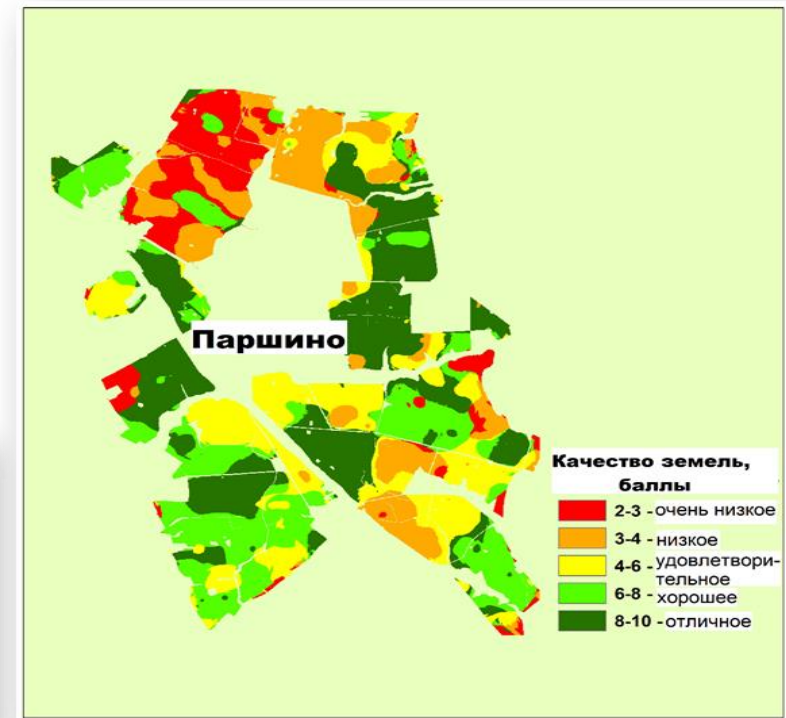 Паршино
Качество земель,
баллы
2-3 - очень низкое
3-4 - низкое
4-6 - удовлетвори-
тельное
6-8 - хорошее
8-10 - отличное